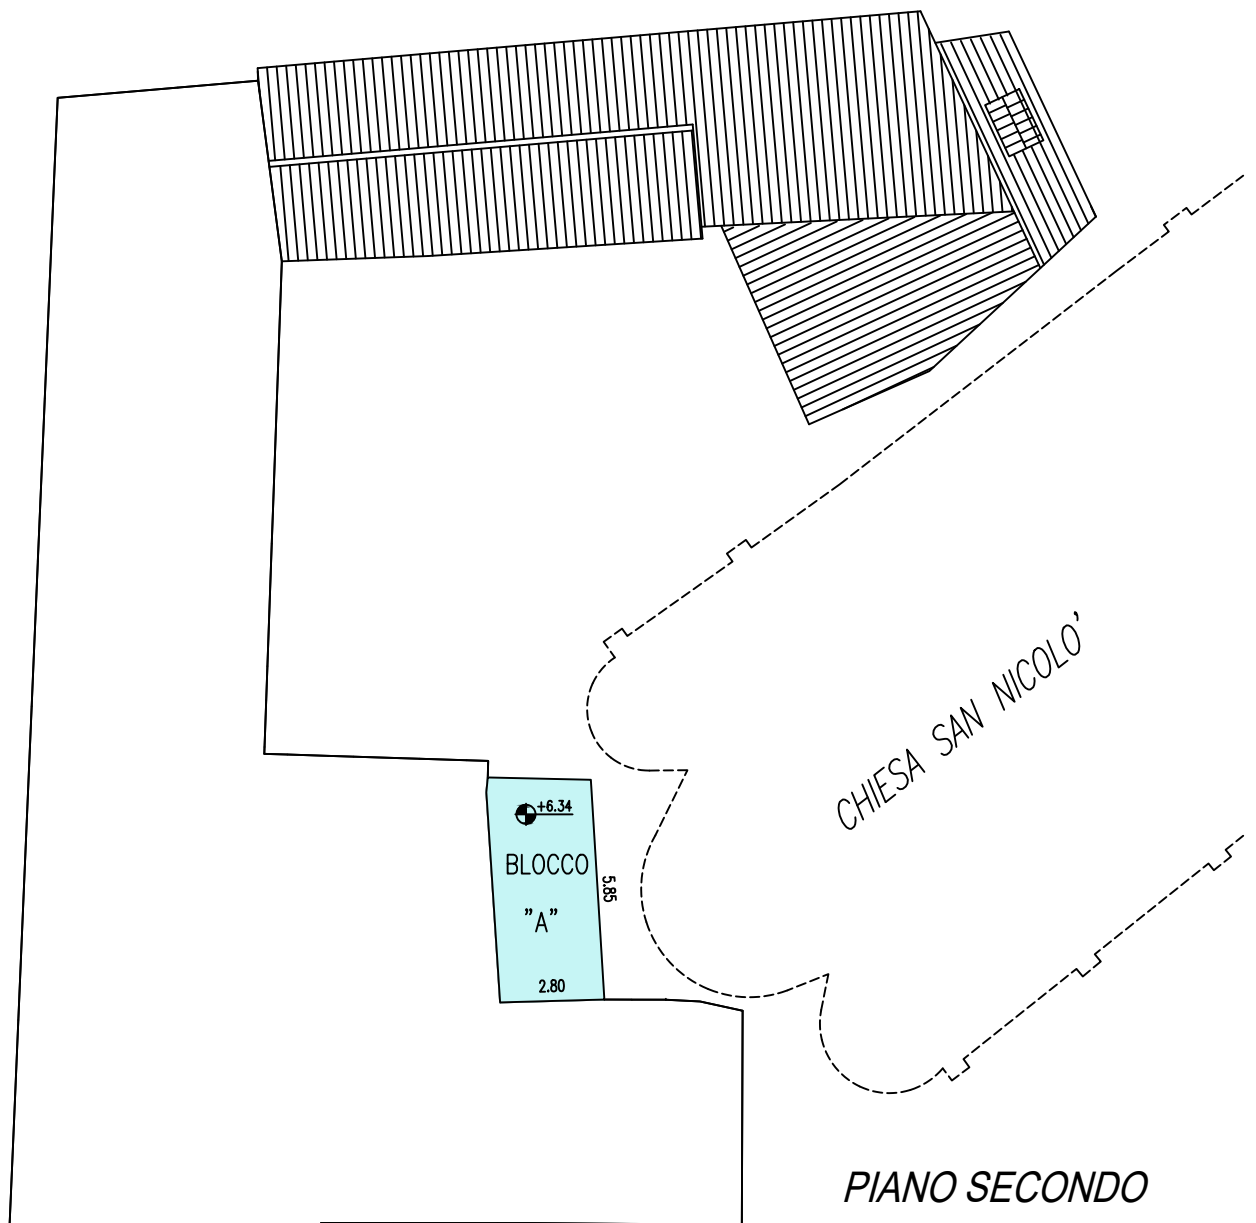 CHIESA SAN NICOLO'
+6.34
BLOCCO
5.85
"A"
2.80
PIANO SECONDO